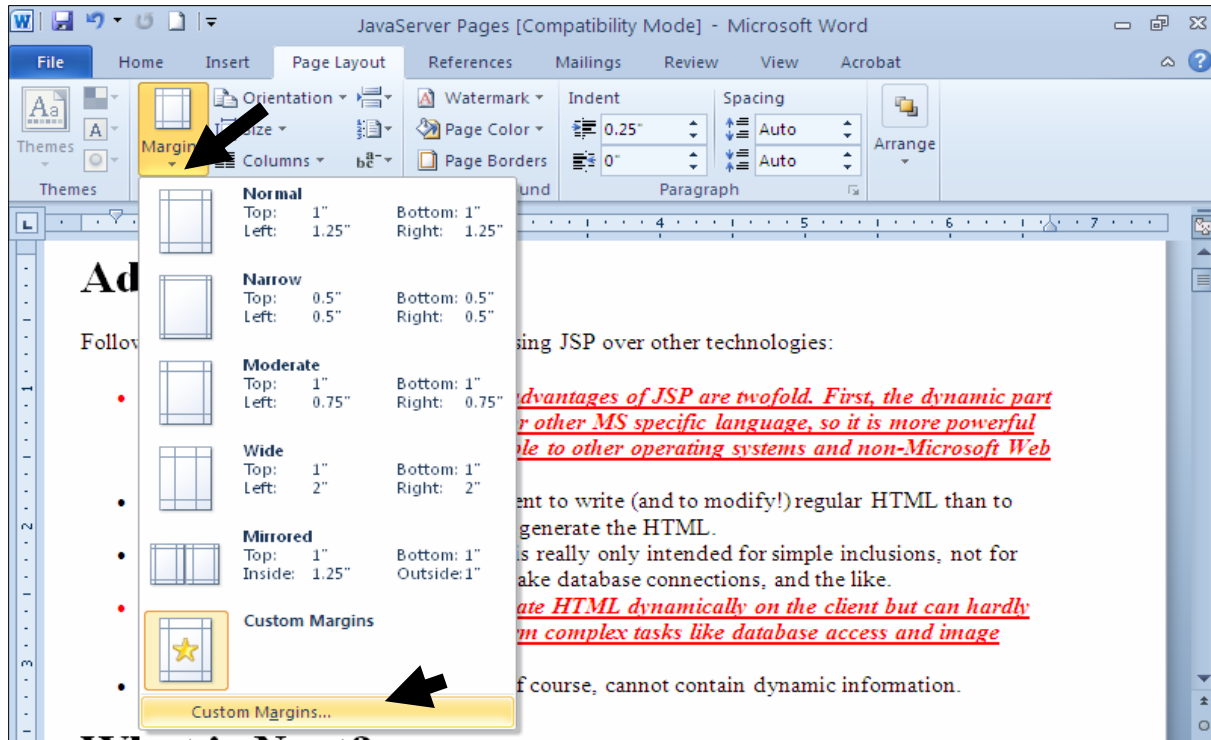 JavaServer Pages [Compatibility Mode] - Microsoft Word
File Home Insert Page Layout References Mailings Review View Acrobat
Themes
Margin
Orientation
Size
Columns
Watermark
Page Color
Page Borders
Indent
0.25"
0"
Spacing
Auto
Auto
Arrange
Themes
und
Paragraph
4 5 6 7
Normal
Top: 1" Bottom: 1"
Left: 1.25" Right: 1.25"
Narrow
Top: 0.5" Bottom: 0.5"
Left: 0.5" Right: 0.5"
Moderate
Top: 1" Bottom: 1"
Left: 0.75" Right: 0.75"
Wide
Top: 1" Bottom: 1"
Left: 2" Right: 2"
Mirrored
Top: 1" Bottom: 1"
Inside: 1.25" Outside: 1"
Custom Margins
Custom Margins...
Ad
Follow sing JSP over other technologies:
dvantages of JSP are twofold. First, the dynamic part
r other MS specific language, so it is more powerful
ble to other operating systems and non-Microsoft Web
ent to write (and to modify!) regular HTML than to
generate the HTML.
is really only intended for simple inclusions, not for
ake database connections, and the like.
ate HTML dynamically on the client but can hardly
rm complex tasks like database access and image
f course, cannot contain dynamic information.